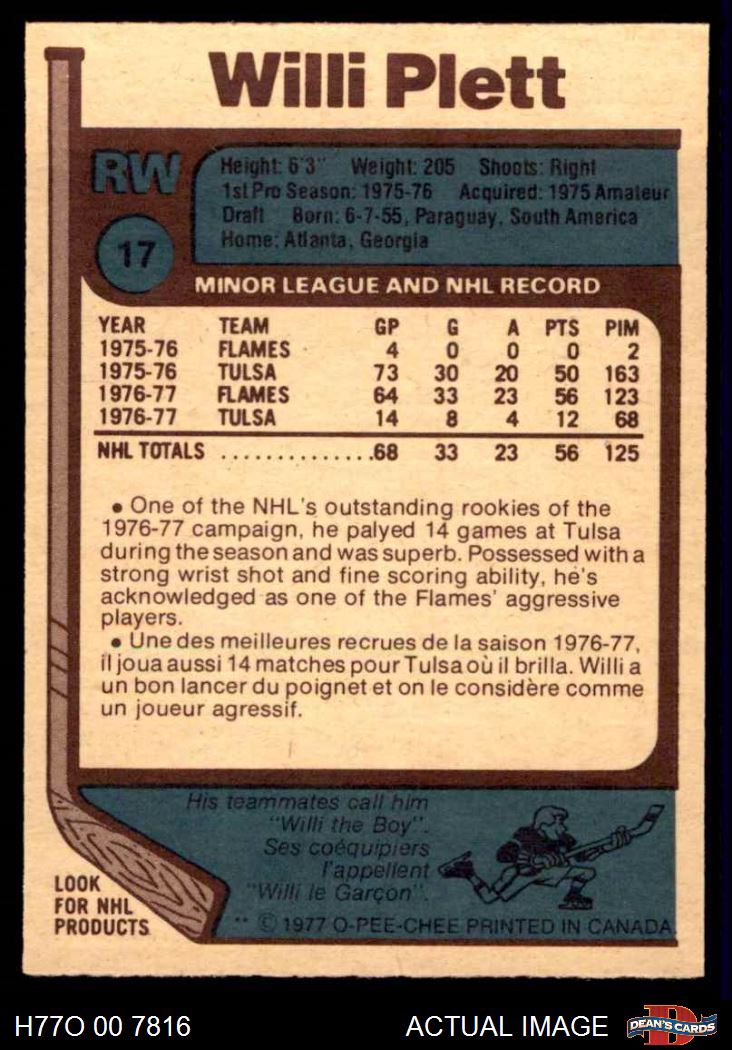 Willi Plett
RW
Height: 6'3" Weight: 205 Shoots: Right
1st Pro Season: 1975-76 Acquired: 1975 Amateur
Draft Born: 6-7-55, Paraguay, South America
Home: Atlanta, Georgia
17
MINOR LEAGUE AND NHL RECORD
YEAR TEAM GP G A PTS PIM
1975-76 FLAMES 4 0 0 0 2
1975-76 TULSA 73 30 20 50 163
1976-77 FLAMES 64 33 23 56 123
1976-77 TULSA 14 8 4 12 68
NHL TOTALS ..............68 33 23 56 125
• One of the NHL's outstanding rookies of the
1976-77 campaign, he palyed 14 games at Tulsa
during the season and was superb. Possessed with a
strong wrist shot and fine scoring ability, he's
acknowledged as one of the Flames' aggressive
players.
• Une des meilleures recrues de la saison 1976-77,
il joua aussi 14 matches pour Tulsa où il brilla. Willi a
un bon lancer du poignet et on le considère comme
un joueur agressif.
His teammates call him
"Willi the Boy".
Ses coéquipiers
l'appellent
"Willi le Garçon".
LOOK
FOR NHL
PRODUCTS
** © 1977 O-PEE-CHEE PRINTED IN CANADA
H77O 00 7816 ACTUAL IMAGE
D
DEAN'S CARDS